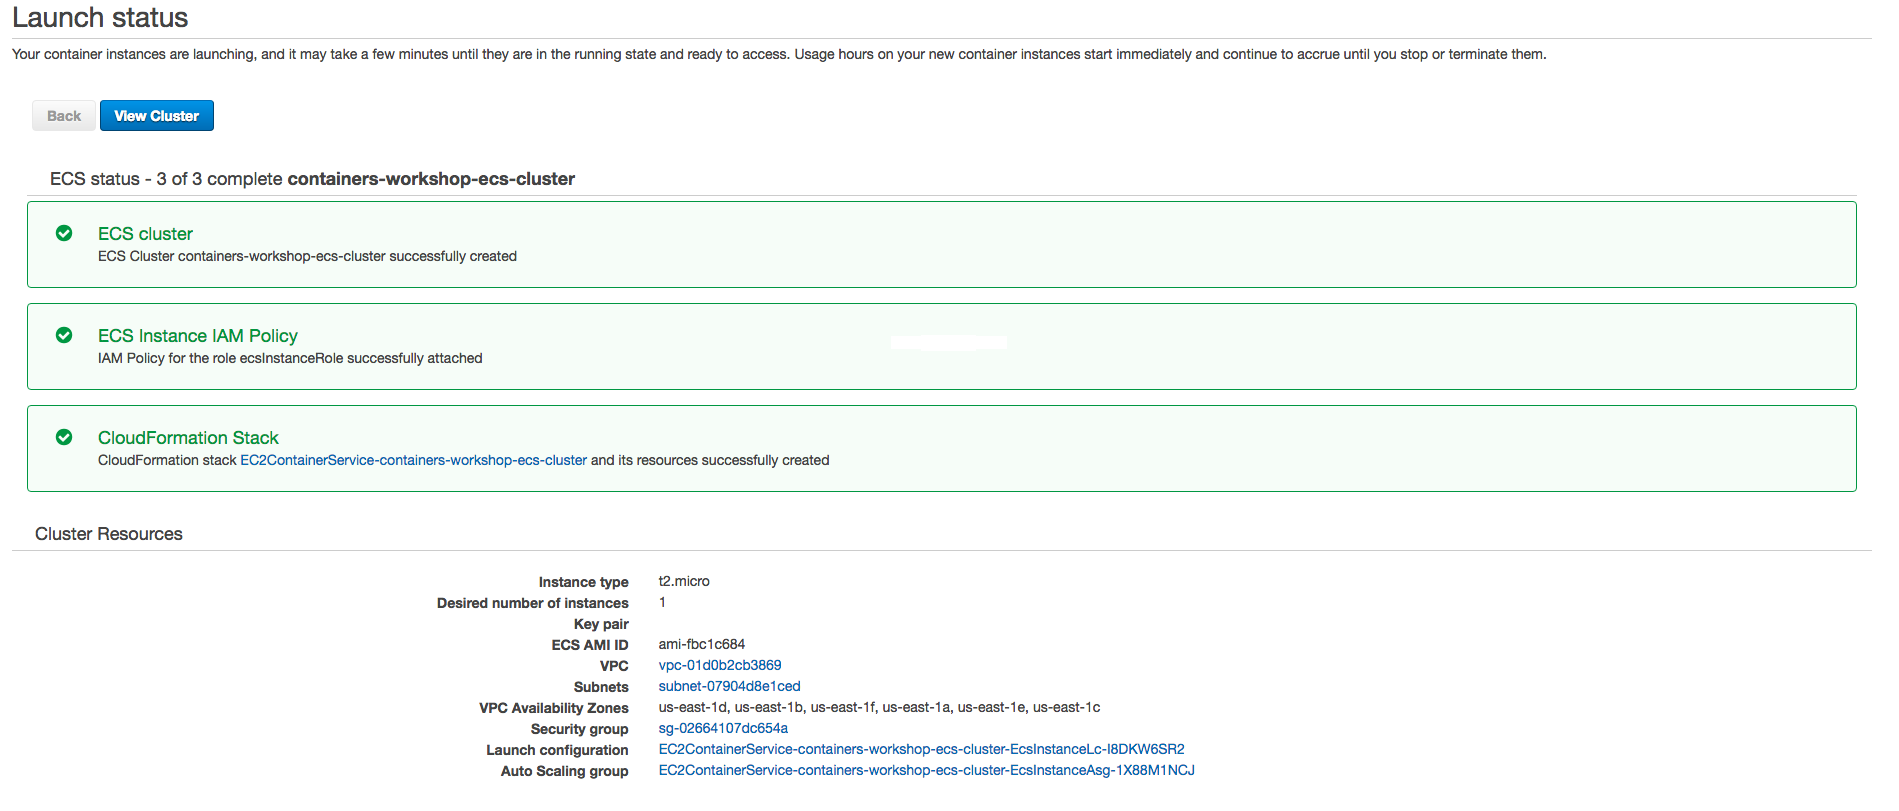 Launch status
Your container instances are launching, and it may take a few minutes until they are in the running state and ready to access. Usage hours on your new container instances start immediately and continue to accrue until you stop or terminate them.
Back View Cluster
ECS status - 3 of 3 complete containers-workshop-ecs-cluster
ECS cluster
ECS Cluster containers-workshop-ecs-cluster successfully created
ECS Instance IAM Policy
IAM Policy for the role ecsInstanceRole successfully attached
CloudFormation Stack
CloudFormation stack EC2ContainerService-containers-workshop-ecs-cluster and its resources successfully created
Cluster Resources
Instance type t2.micro
Desired number of instances 1
Key pair
ECS AMI ID ami-fbc1c684
VPC vpc-01d0b2cb3869
Subnets subnet-07904d8e1ced
VPC Availability Zones us-east-1d, us-east-1b, us-east-1f, us-east-1a, us-east-1e, us-east-1c
Security group sg-02664107dc654a
Launch configuration EC2ContainerService-containers-workshop-ecs-cluster-EcsInstanceLc-I8DKW6SR2
Auto Scaling group EC2ContainerService-containers-workshop-ecs-cluster-EcsInstanceAsg-1X88M1NCJ